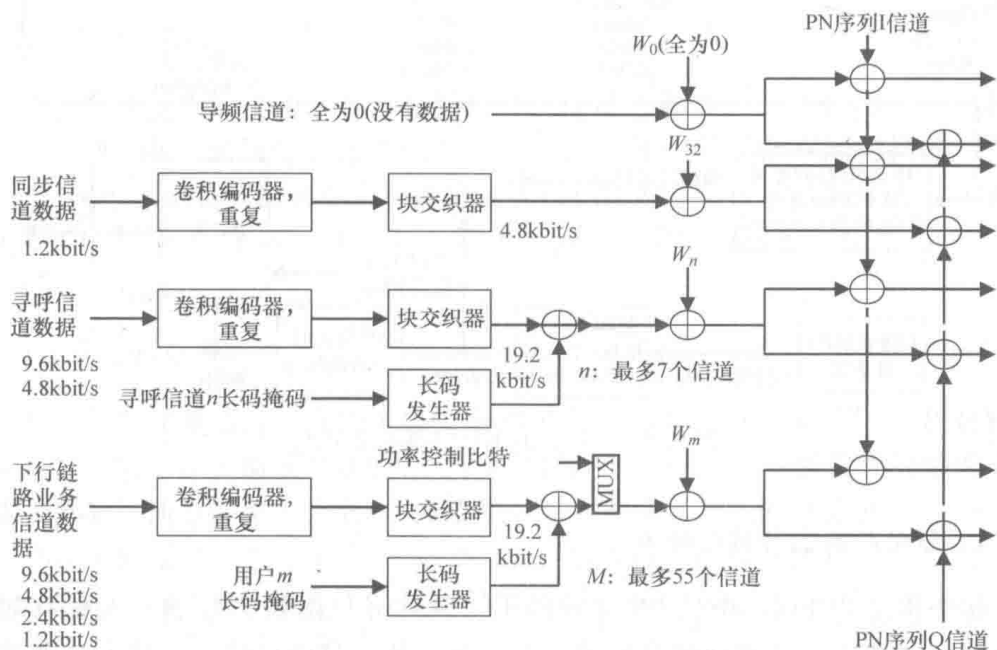 PN序列I信道
W₀(全为0)
导频信道：全为0(没有数据)
W₃₂
同步信
道数据
1.2kbit/s
卷积编码器，
重复
块交织器
4.8kbit/s
寻呼信
道数据
9.6kbit/s
4.8kbit/s
卷积编码器，
重复
块交织器
19.2
kbit/s
Wₙ
n：最多7个信道
寻呼信道n长码掩码
长码
发生器
下行链
路业务
信道数
据
9.6kbit/s
4.8kbit/s
2.4kbit/s
1.2kbit/s
卷积编码器，
重复
块交织器
功率控制比特
MUX
19.2
kbit/s
Wₘ
M：最多55个信道
用户m
长码掩码
长码
发生器
PN序列Q信道